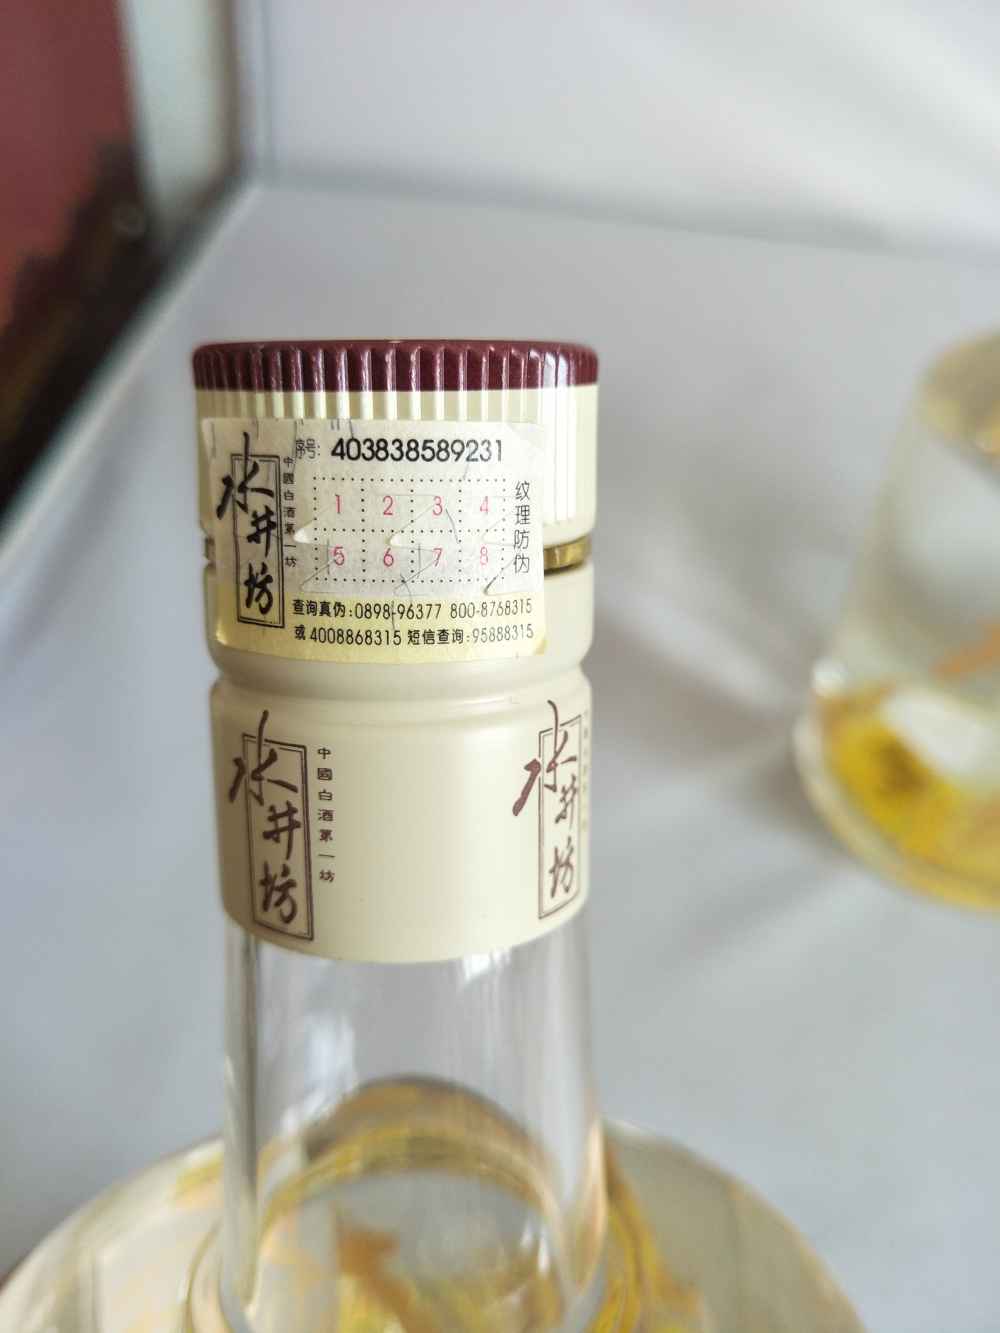 序号: 403838589231
水井坊
中國白酒第一坊
1 2 3 4
5 6 7 8
纹理防伪
查询真伪:0898-96377 800-8768315
或4008868315 短信查询:95888315
水井坊
中國白酒第一坊
水井坊